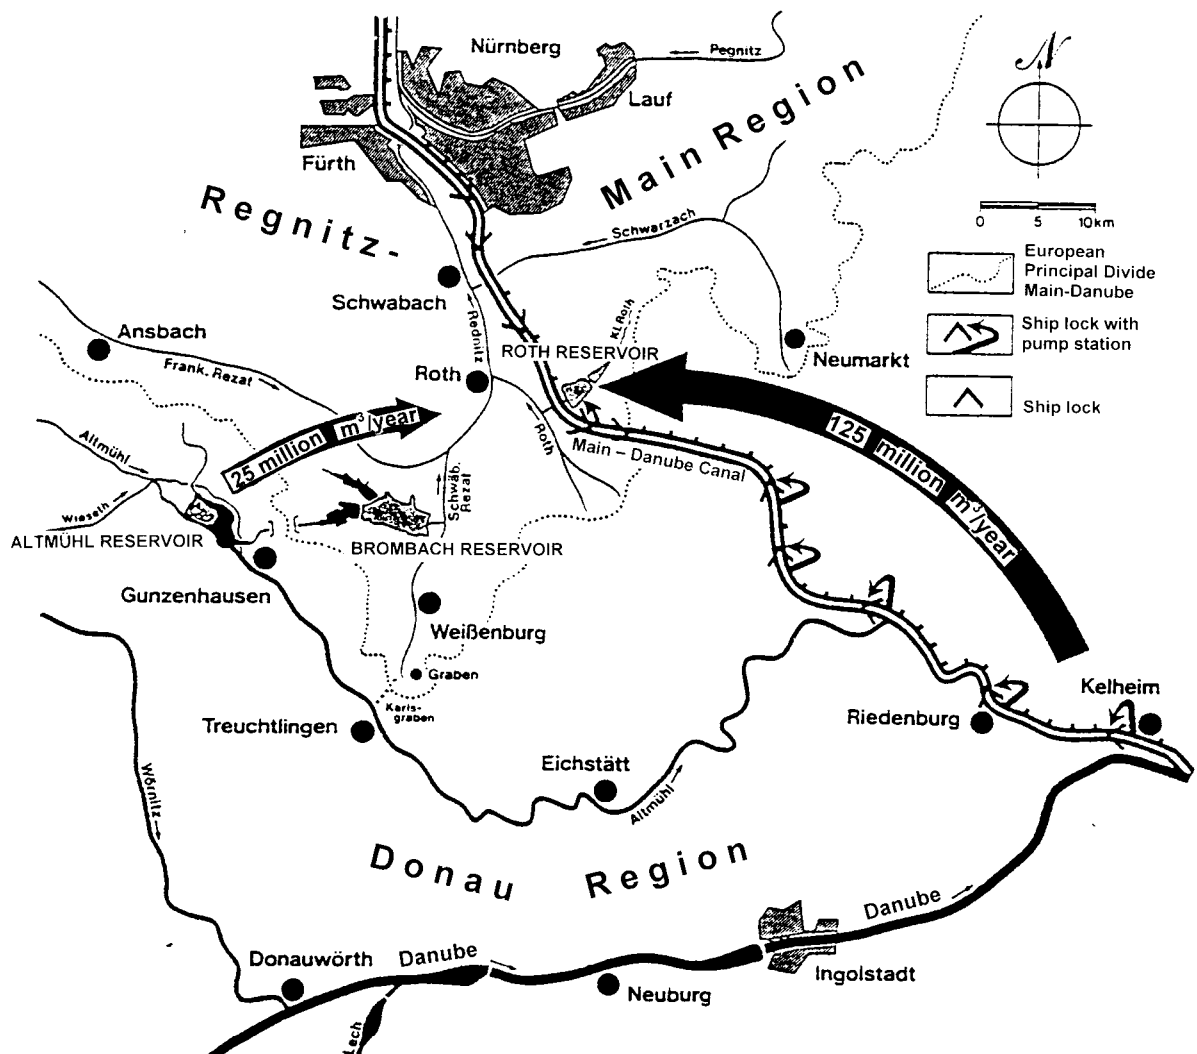 Nürnberg
Pegnitz
Lauf
Fürth
Main Region
N
0 5 10km
Regnitz-
Schwarzach
European
Principal Divide
Main-Danube
Schwabach
Ship lock with
pump station
Ansbach
Rednitz
Kl. Roth
ROTH RESERVOIR
Neumarkt
Frank. Rezat
Roth
Ship lock
25 million m³/year
125 million m³/year
Altmühl
Roth
Main – Danube Canal
Schwäb.
Rezat
Wieseth
ALTMÜHL RESERVOIR
BROMBACH RESERVOIR
Gunzenhausen
Weißenburg
Graben
Karls-
graben
Kelheim
Riedenburg
Treuchtlingen
Eichstätt
Altmühl
Wörnitz
Donau Region
Danube
Donauwörth
Danube
Ingolstadt
Neuburg
Lech